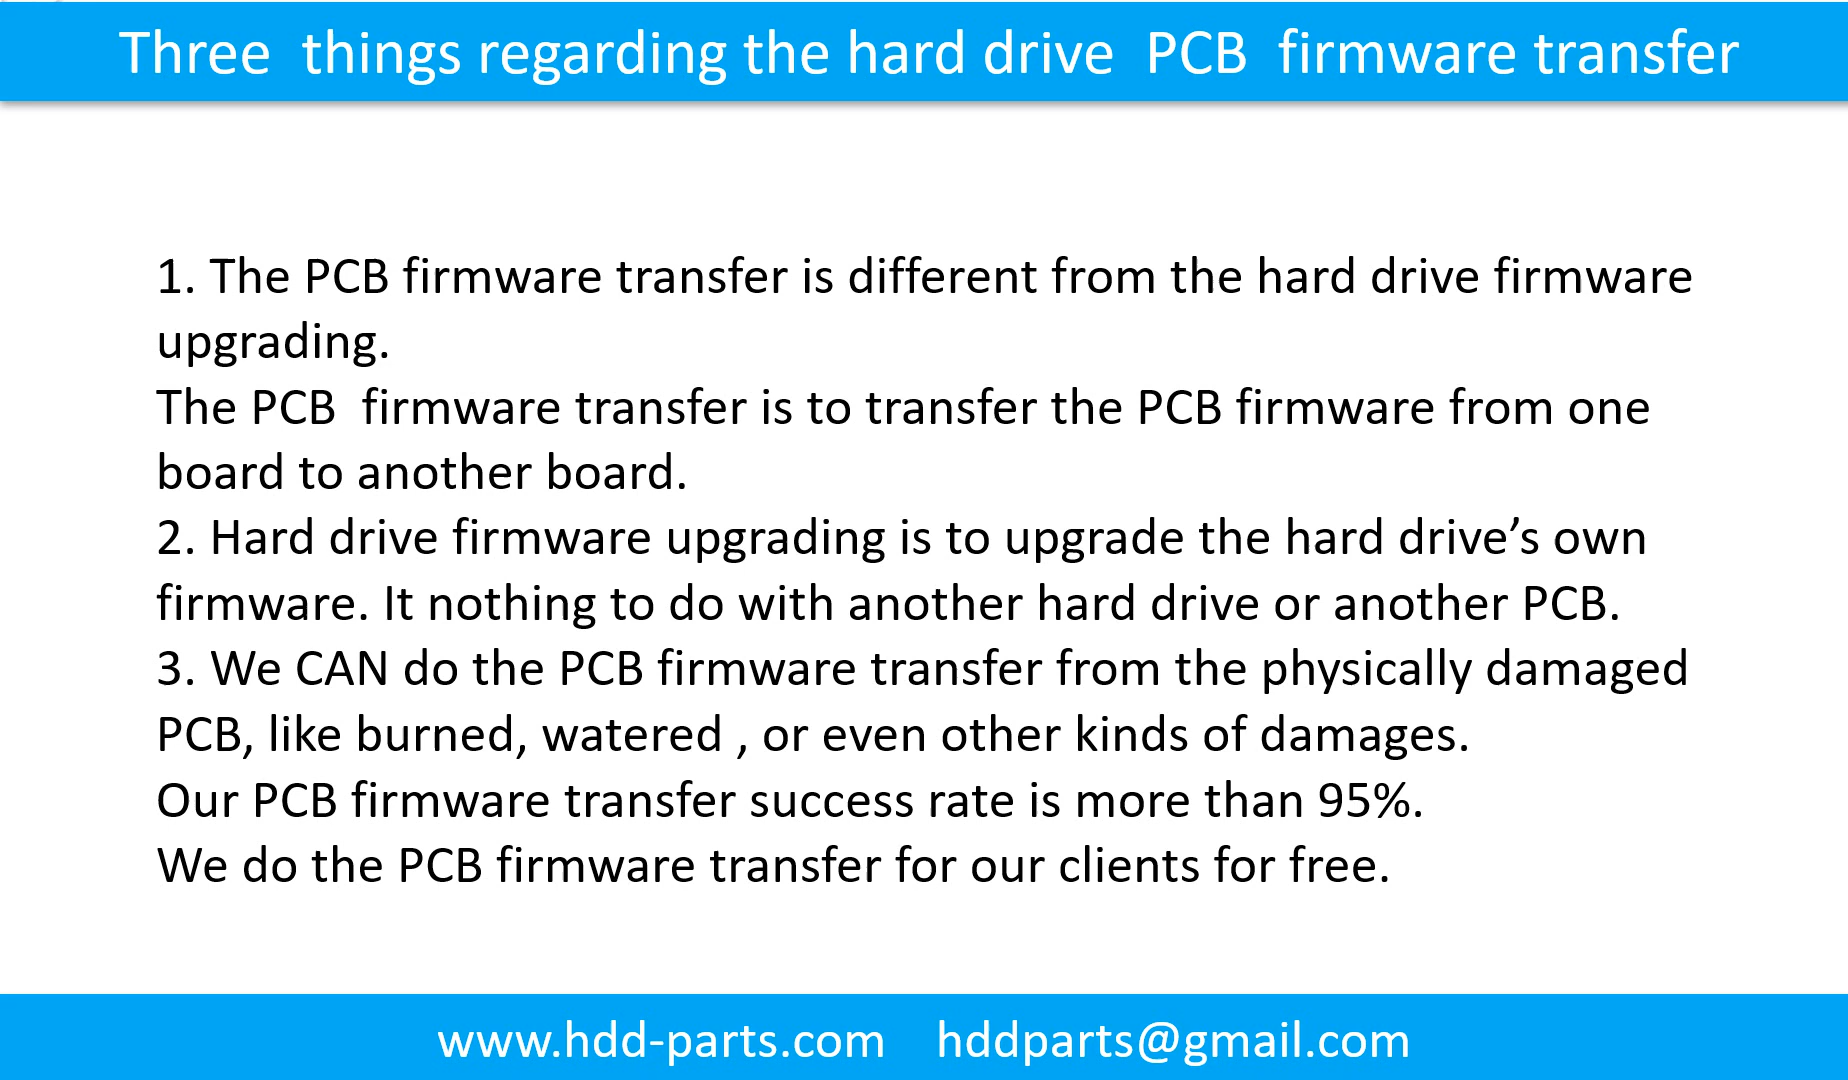 Three things regarding the hard drive PCB firmware transfer
1. The PCB firmware transfer is different from the hard drive firmware
upgrading.
The PCB firmware transfer is to transfer the PCB firmware from one
board to another board.
2. Hard drive firmware upgrading is to upgrade the hard drive’s own
firmware. It nothing to do with another hard drive or another PCB.
3. We CAN do the PCB firmware transfer from the physically damaged
PCB, like burned, watered , or even other kinds of damages.
Our PCB firmware transfer success rate is more than 95%.
We do the PCB firmware transfer for our clients for free.
www.hdd-parts.com hddparts@gmail.com